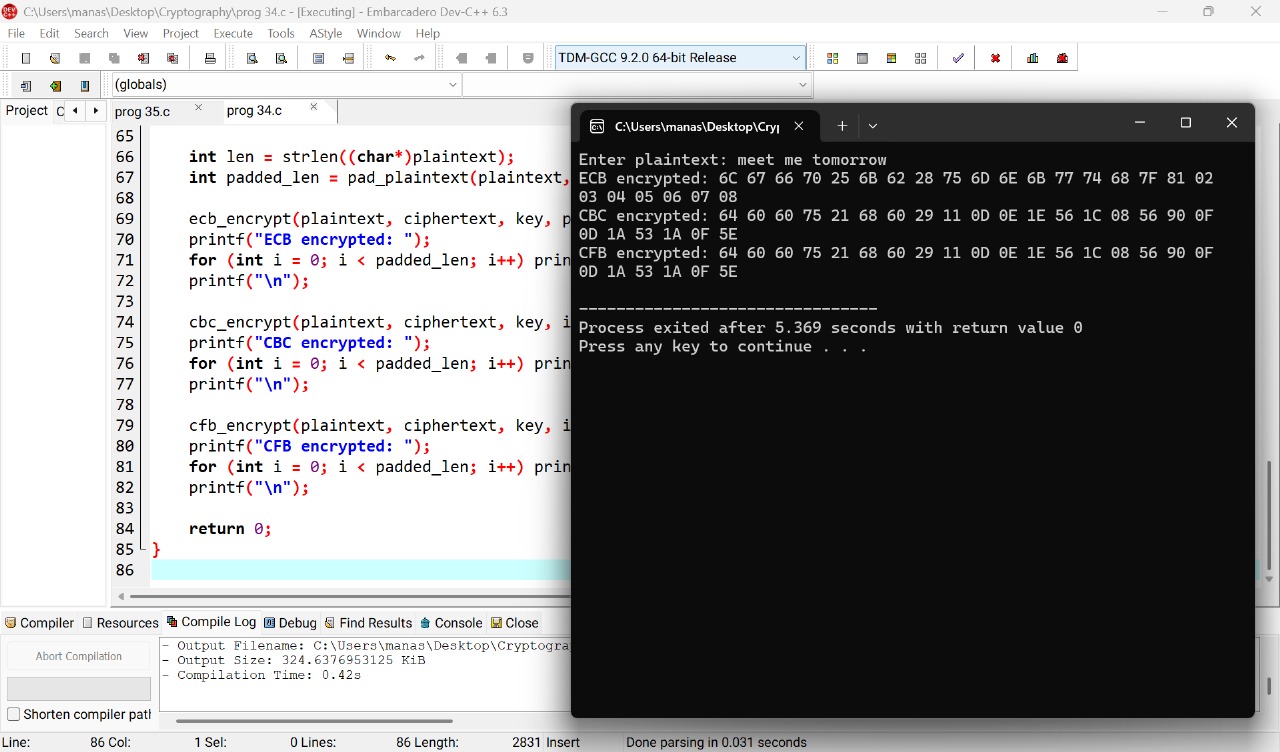 C:\Users\manas\Desktop\Cryptography\prog 34.c - [Executing] - Embarcadero Dev-C++ 6.3
File Edit Search View Project Execute Tools AStyle Window Help
TDM-GCC 9.2.0 64-bit Release
(globals)
Project C
prog 35.c
prog 34.c
65
66 int len = strlen((char*)plaintext);
67 int padded_len = pad_plaintext(plaintext,
68
69 ecb_encrypt(plaintext, ciphertext, key, p
70 printf("ECB encrypted: ");
71 for (int i = 0; i < padded_len; i++) prin
72 printf("\n");
73
74 cbc_encrypt(plaintext, ciphertext, key, i
75 printf("CBC encrypted: ");
76 for (int i = 0; i < padded_len; i++) prin
77 printf("\n");
78
79 cfb_encrypt(plaintext, ciphertext, key, i
80 printf("CFB encrypted: ");
81 for (int i = 0; i < padded_len; i++) prin
82 printf("\n");
83
84 return 0;
85 }
86
C:\Users\manas\Desktop\Cryp
Enter plaintext: meet me tomorrow
ECB encrypted: 6C 67 66 70 25 6B 62 28 75 6D 6E 6B 77 74 68 7F 81 02
03 04 05 06 07 08
CBC encrypted: 64 60 60 75 21 68 60 29 11 0D 0E 1E 56 1C 08 56 90 0F
0D 1A 53 1A 0F 5E
CFB encrypted: 64 60 60 75 21 68 60 29 11 0D 0E 1E 56 1C 08 56 90 0F
0D 1A 53 1A 0F 5E
--------------------------------
Process exited after 5.369 seconds with return value 0
Press any key to continue . . .
Compiler Resources Compile Log Debug Find Results Console Close
Abort Compilation
Shorten compiler path
- Output Filename: C:\Users\manas\Desktop\Cryptogra
- Output Size: 324.6376953125 KiB
- Compilation Time: 0.42s
Line: 86 Col: 1 Sel: 0 Lines: 86 Length: 2831 Insert Done parsing in 0.031 seconds